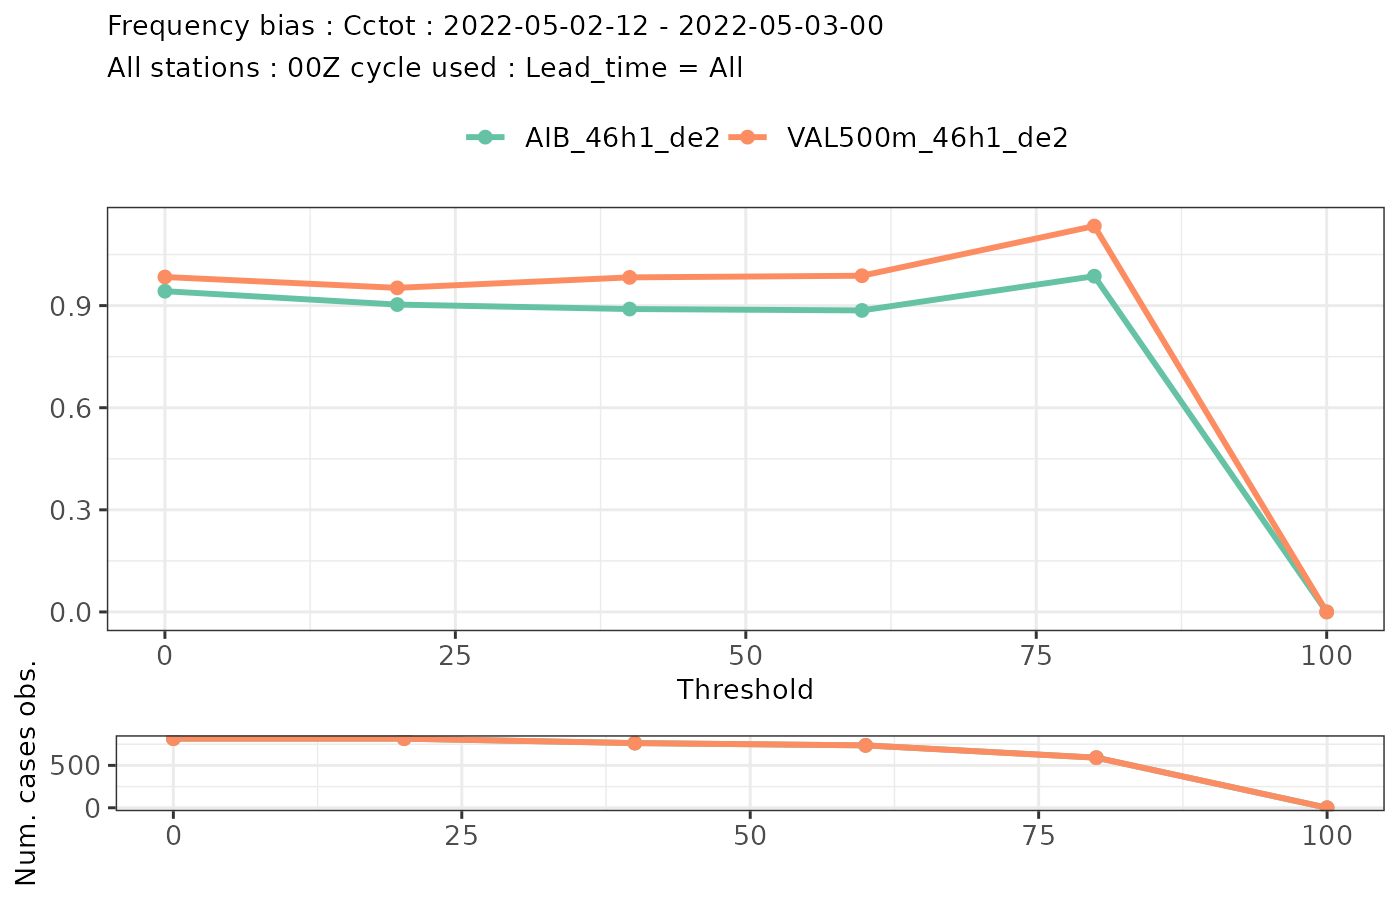 Frequency bias : Cctot : 2022-05-02-12 - 2022-05-03-00
All stations : 00Z cycle used : Lead_time = All
AIB_46h1_de2 VAL500m_46h1_de2
0.9
0.6
0.3
0.0
0 25 50 75 100
Threshold
Num. cases obs.
500
0
0 25 50 75 100